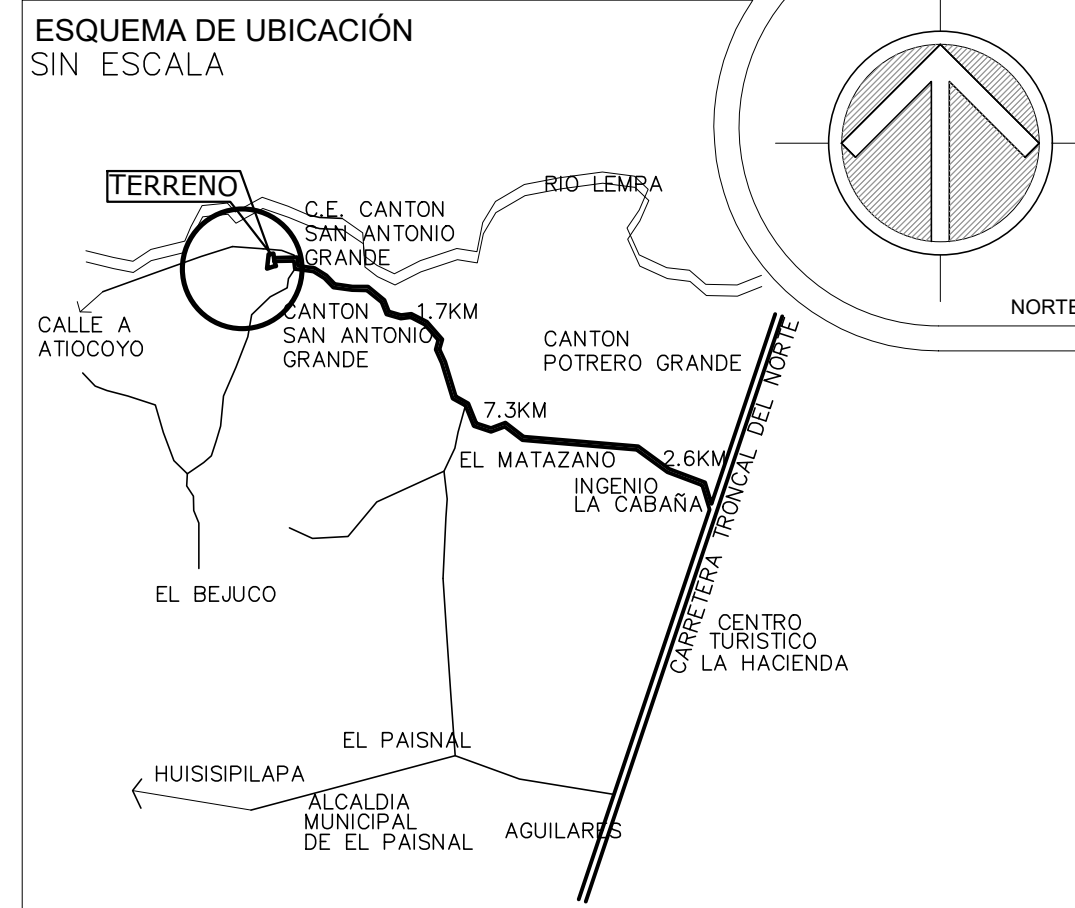 ESQUEMA DE UBICACIÓN
SIN ESCALA
NORTE
TERRENO
RIO LEMPA
C.E. CANTON
SAN ANTONIO
GRANDE
CALLE A
ATIOCOYO
CANTON
SAN ANTONIO
GRANDE
1.7KM
CANTON
POTRERO GRANDE
7.3KM
EL MATAZANO
2.6KM
INGENIO
LA CABAÑA
CARRETERA TRONCAL DEL NORTE
EL BEJUCO
CENTRO
TURISTICO
LA HACIENDA
EL PAISNAL
HUISISIPILAPA
ALCALDIA
MUNICIPAL
DE EL PAISNAL
AGUILARES